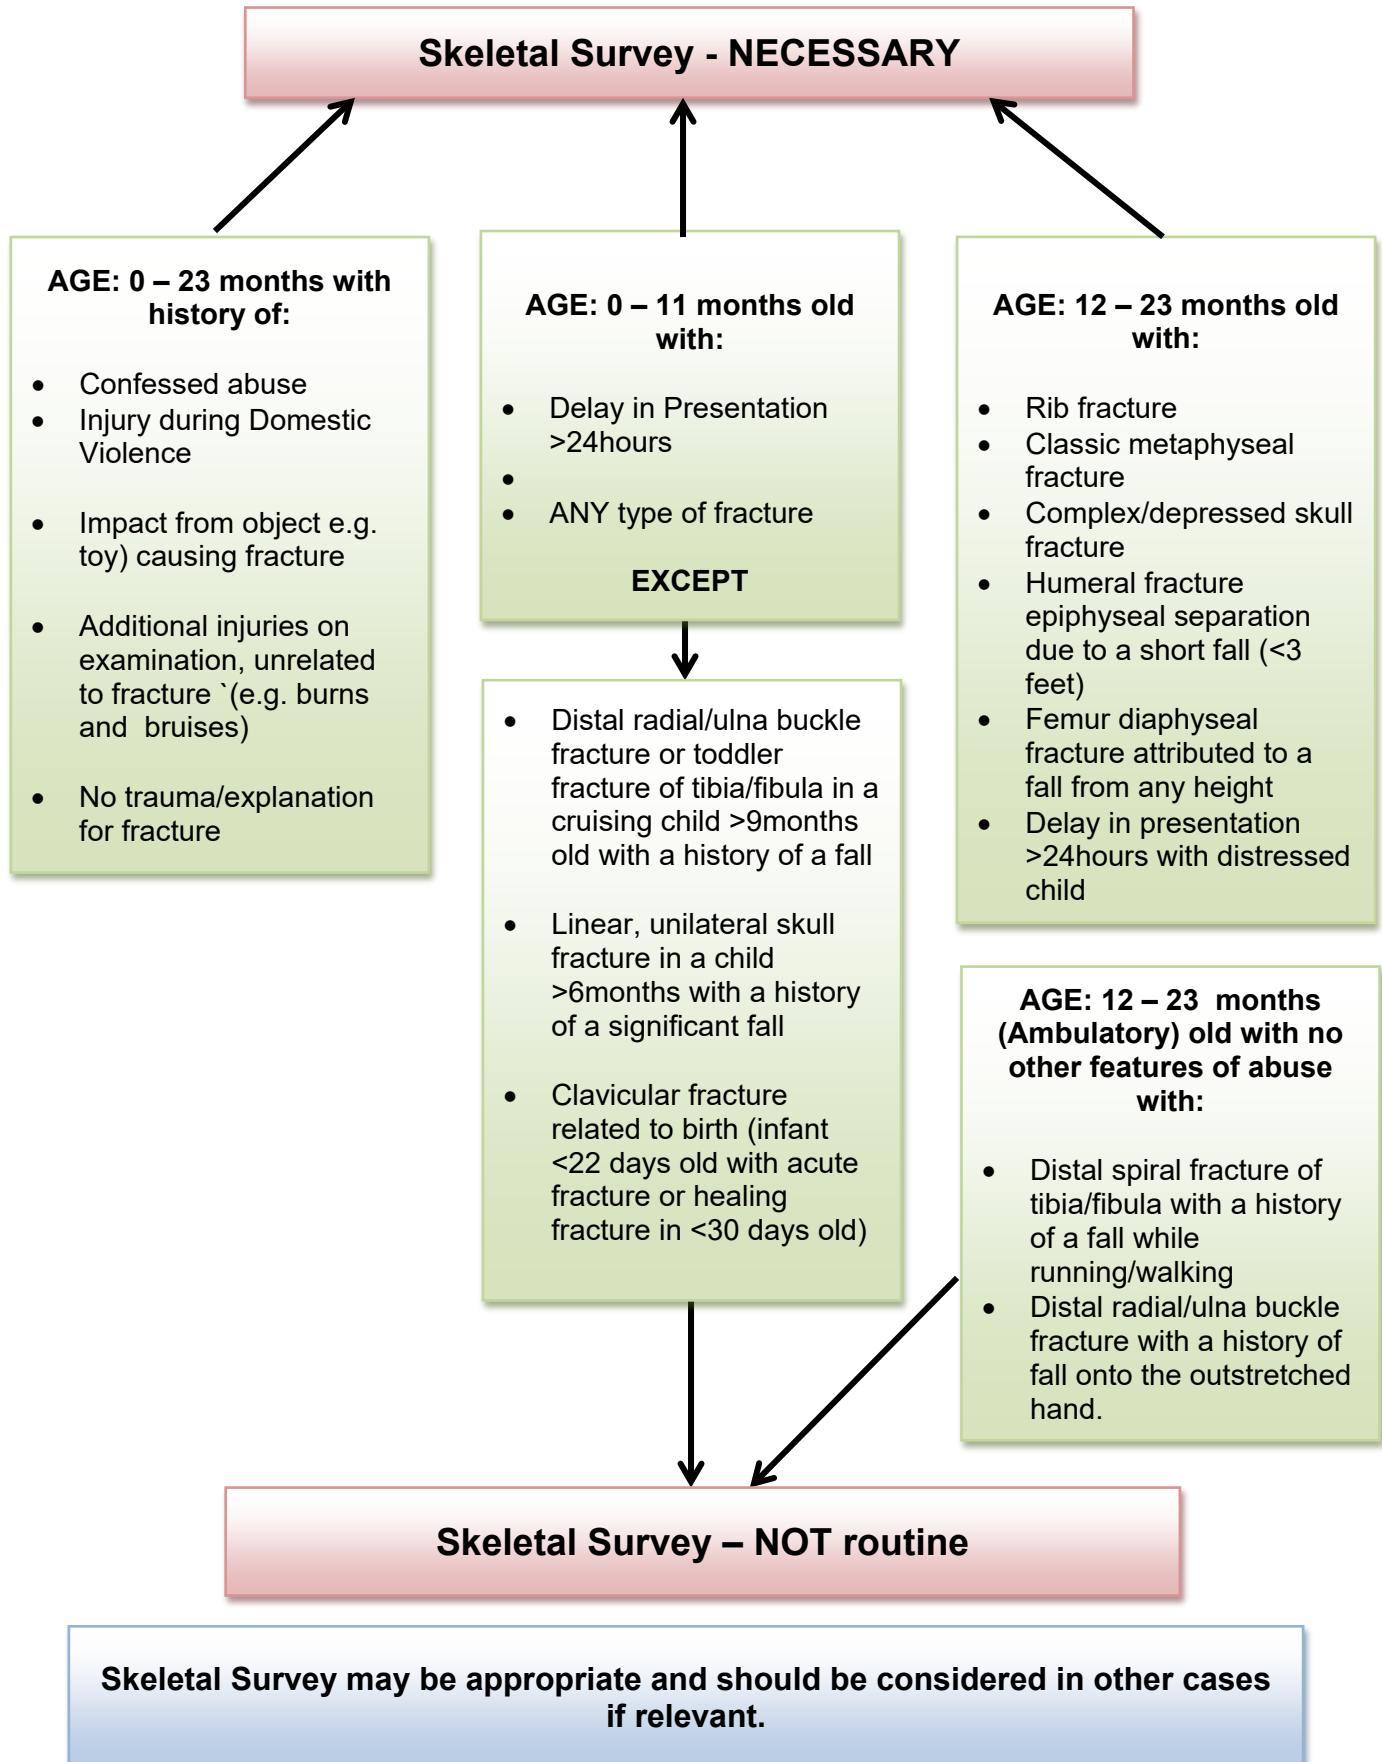 Skeletal Survey - NECESSARY
AGE: 0 – 23 months with
history of:
• Confessed abuse
• Injury during Domestic
Violence
• Impact from object e.g.
toy) causing fracture
• Additional injuries on
examination, unrelated
to fracture `(e.g. burns
and  bruises)
• No trauma/explanation
for fracture
AGE: 0 – 11 months old
with:
• Delay in Presentation
>24hours
•
• ANY type of fracture
EXCEPT
• Distal radial/ulna buckle
fracture or toddler
fracture of tibia/fibula in a
cruising child >9months
old with a history of a fall
• Linear, unilateral skull
fracture in a child
>6months with a history
of a significant fall
• Clavicular fracture
related to birth (infant
<22 days old with acute
fracture or healing
fracture in <30 days old)
AGE: 12 – 23 months old
with:
• Rib fracture
• Classic metaphyseal
fracture
• Complex/depressed skull
fracture
• Humeral fracture
epiphyseal separation
due to a short fall (<3
feet)
• Femur diaphyseal
fracture attributed to a
fall from any height
• Delay in presentation
>24hours with distressed
child
AGE: 12 – 23  months
(Ambulatory) old with no
other features of abuse
with:
• Distal spiral fracture of
tibia/fibula with a history
of a fall while
running/walking
• Distal radial/ulna buckle
fracture with a history of
fall onto the outstretched
hand.
Skeletal Survey – NOT routine
Skeletal Survey may be appropriate and should be considered in other cases
if relevant.